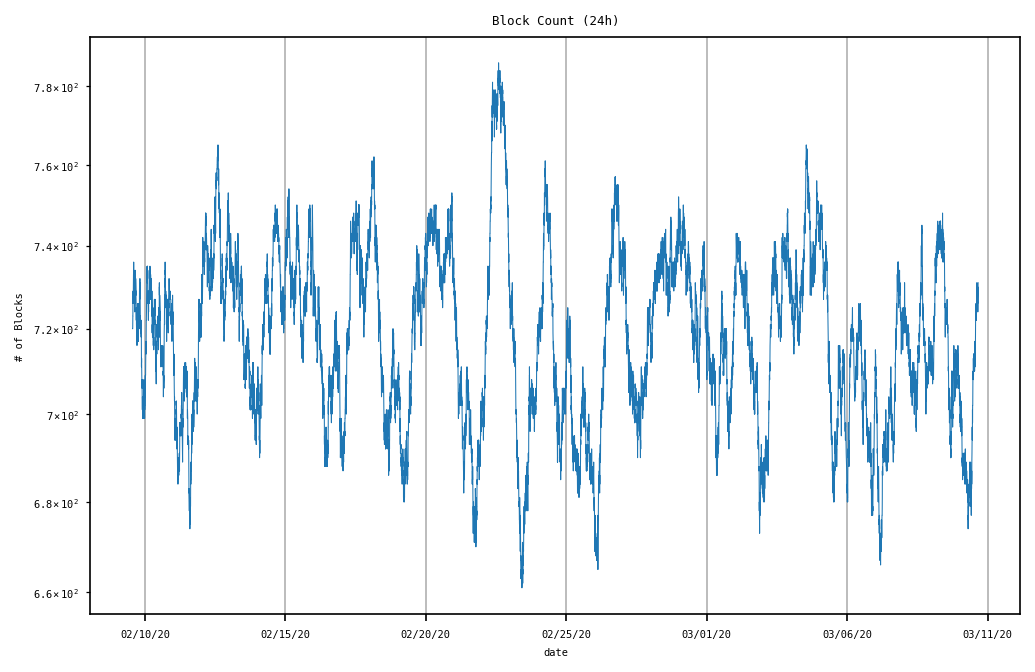 Block Count (24h)
# of Blocks
7.8×10²
7.6×10²
7.4×10²
7.2×10²
7×10²
6.8×10²
6.6×10²
02/10/20 02/15/20 02/20/20 02/25/20 03/01/20 03/06/20 03/11/20
date